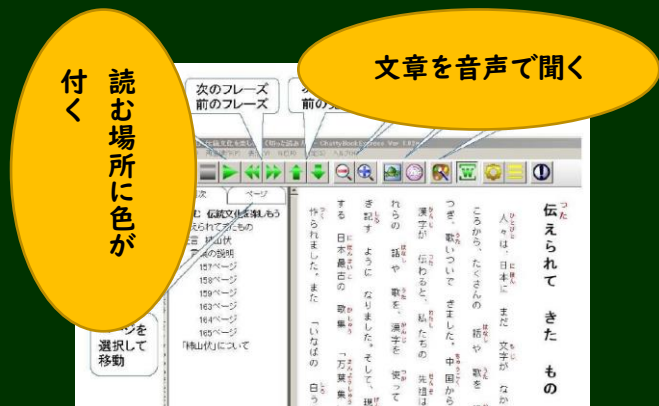 読む場所に色が
付く
文章を音声で聞く
次のフレーズ
前のフレーズ
前の
ChattyBookExpress Ver
ページ
伝統文化を楽しもう
えられてきたもの
157ページ
158ページ
159ページ
163ページ
164ページ
165ページ
「柿山伏」について
ページを
選択して
移動
伝えられて きた もの
人々は、日本に まだ 文字が なか
ころから、たくさんの 話や 歌を
つぎ、歌いついで きました。中国から
漢字が 伝わると、私たちの 先祖は
れらの 話や 歌を、漢字を 使って
き記す ように なりました。そして、現
する 日本最古の 歌集 「万葉集
作られました。また 「いなばの 白う